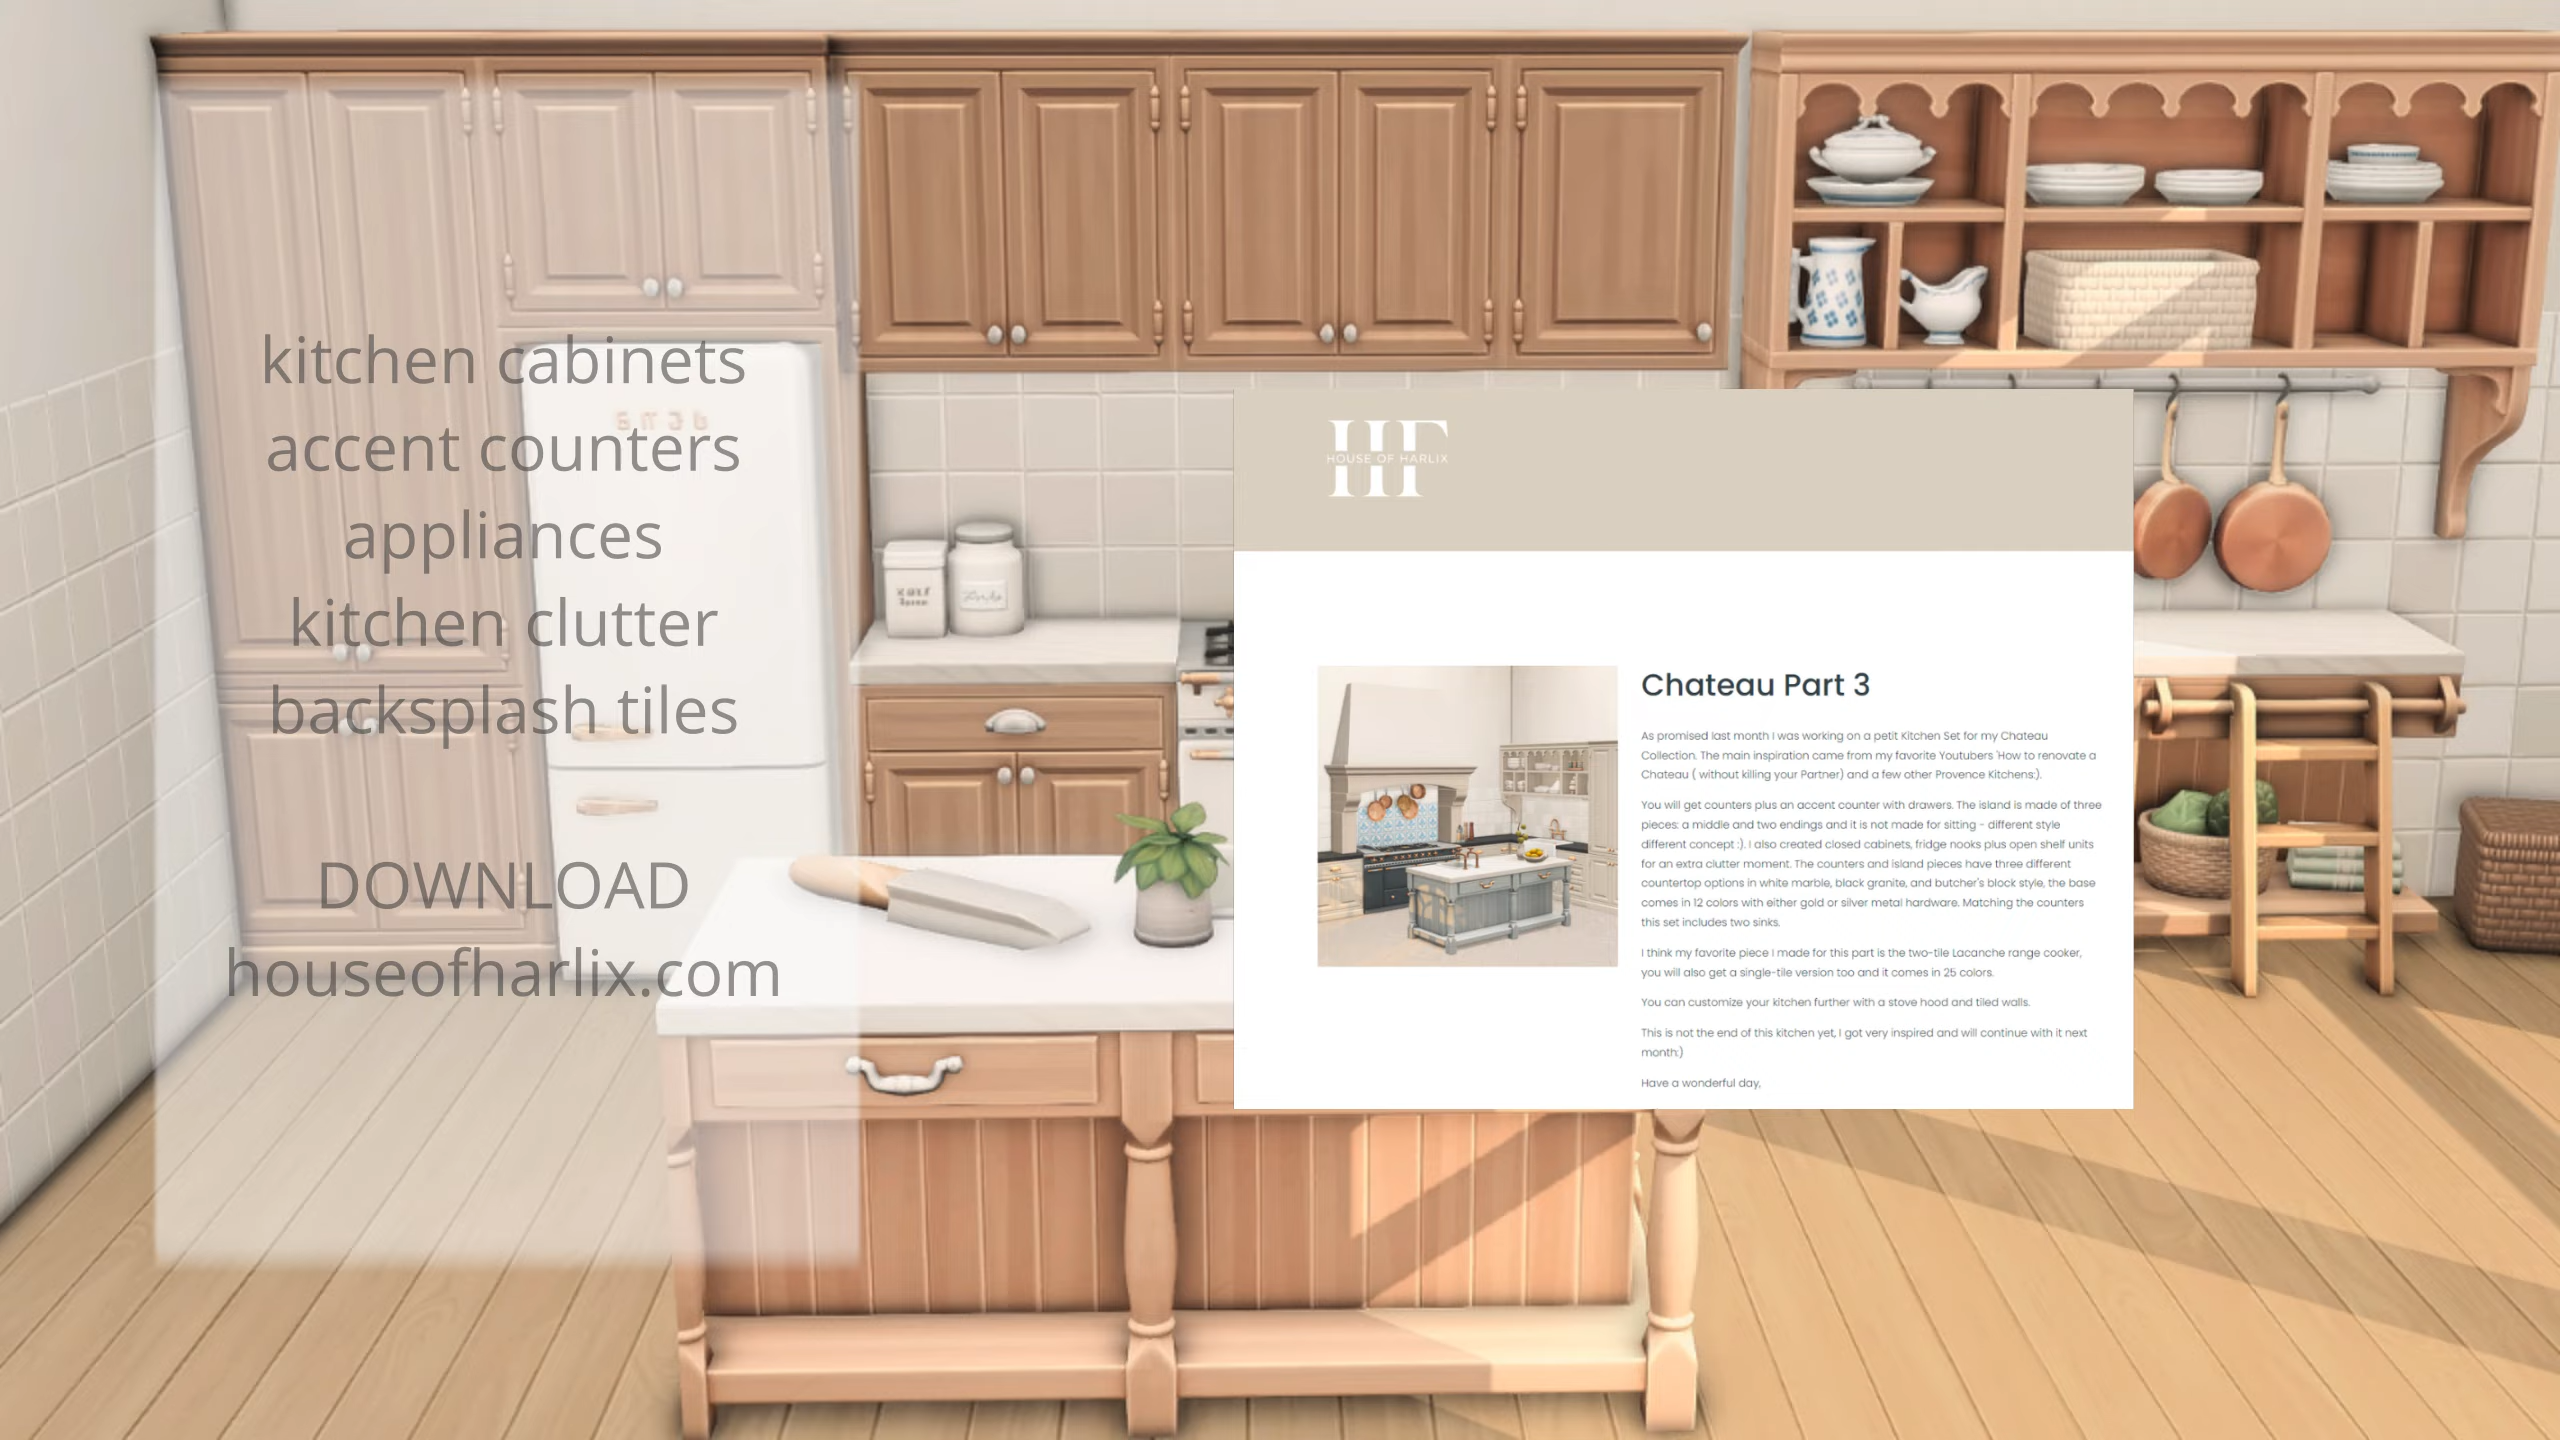 kitchen cabinets
accent counters
appliances
kitchen clutter
backsplash tiles
DOWNLOAD
houseofharlix.com
HF
HOUSE OF HARLIX
Chateau Part 3
As promised last month I was working on a petit Kitchen Set for my Chateau
Collection. The main inspiration came from my favorite Youtubers 'How to renovate a
Chateau ( without killing your Partner) and a few other Provence Kitchens:).
You will get counters plus an accent counter with drawers. The island is made of three
pieces: a middle and two endings and it is not made for sitting - different style
different concept :). I also created closed cabinets, fridge nooks plus open shelf units
for an extra clutter moment. The counters and island pieces have three different
countertop options in white marble, black granite, and butcher's block style, the base
comes in 12 colors with either gold or silver metal hardware. Matching the counters
this set includes two sinks.
I think my favorite piece I made for this part is the two-tile Lacanche range cooker,
you will also get a single-tile version too and it comes in 25 colors.
You can customize your kitchen further with a stove hood and tiled walls.
This is not the end of this kitchen yet, I got very inspired and will continue with it next
month:)
Have a wonderful day,